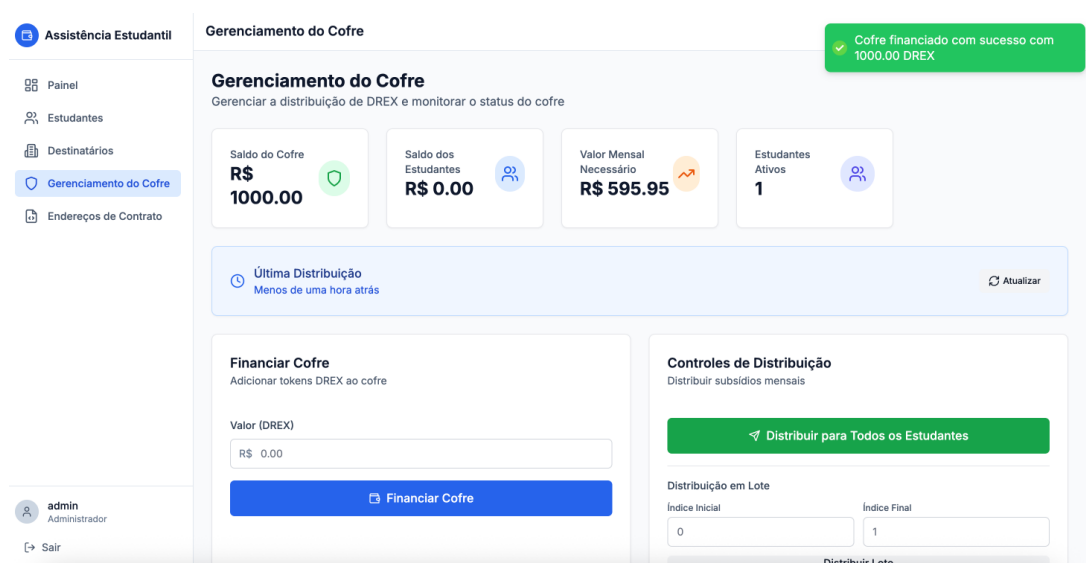 Assistência Estudantil
Painel
Estudantes
Destinatários
Gerenciamento do Cofre
Endereços de Contrato
admin
Administrador
Sair
Gerenciamento do Cofre
Cofre financiado com sucesso com
1000.00 DREX
Gerenciamento do Cofre
Gerenciar a distribuição de DREX e monitorar o status do cofre
Saldo do Cofre
R$
1000.00
Saldo dos
Estudantes
R$ 0.00
Valor Mensal
Necessário
R$ 595.95
Estudantes
Ativos
1
Última Distribuição
Menos de uma hora atrás
Atualizar
Financiar Cofre
Adicionar tokens DREX ao cofre
Valor (DREX)
R$ 0.00
Financiar Cofre
Controles de Distribuição
Distribuir subsídios mensais
Distribuir para Todos os Estudantes
Distribuição em Lote
Índice Inicial
Índice Final
0
1
Distribuir Lote